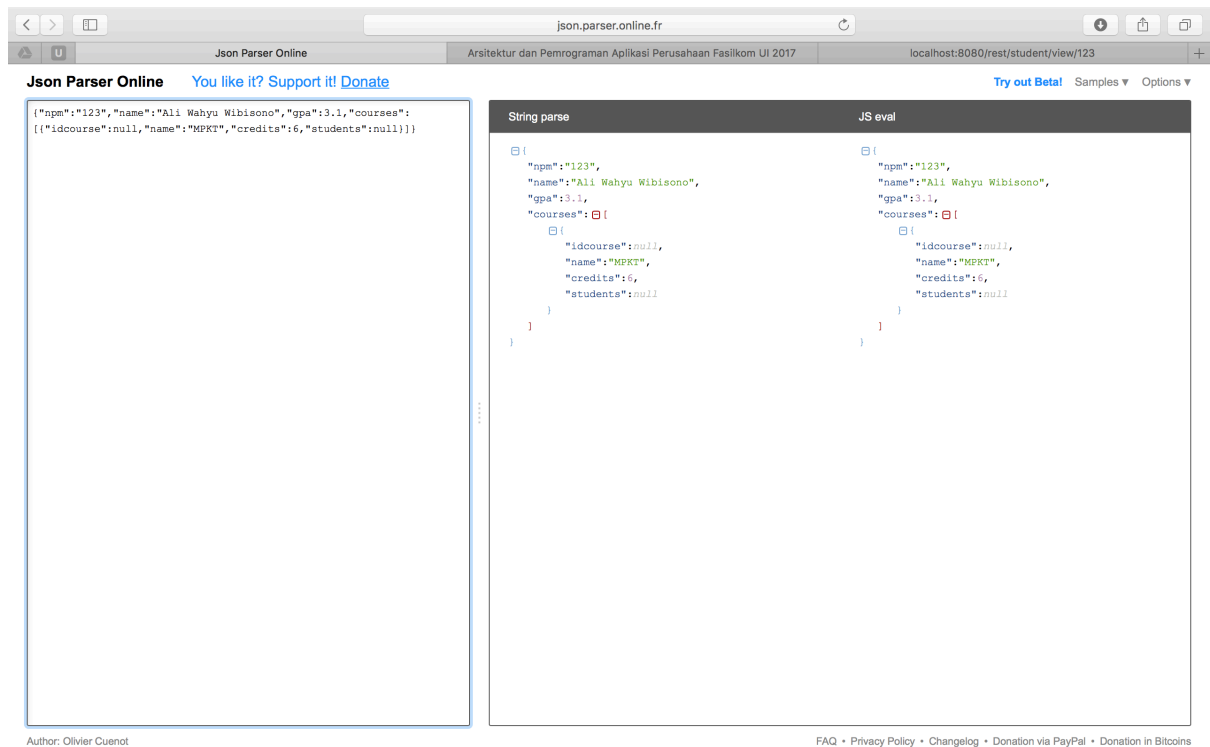 json.parser.online.fr
U
Json Parser Online
Arsitektur dan Pemrograman Aplikasi Perusahaan Fasilkom UI 2017
localhost:8080/rest/student/view/123
Json Parser Online You like it? Support it! Donate
Try out Beta! Samples ▼ Options ▼
{"npm":"123","name":"Ali Wahyu Wibisono","gpa":3.1,"courses":
[{"idcourse":null,"name":"MPKT","credits":6,"students":null}]}
String parse
{
"npm":"123",
"name":"Ali Wahyu Wibisono",
"gpa":3.1,
"courses":[
{
"idcourse":null,
"name":"MPKT",
"credits":6,
"students":null
}
]
}
JS eval
{
"npm":"123",
"name":"Ali Wahyu Wibisono",
"gpa":3.1,
"courses":[
{
"idcourse":null,
"name":"MPKT",
"credits":6,
"students":null
}
]
}
Author: Olivier Cuenot
FAQ • Privacy Policy • Changelog • Donation via PayPal • Donation in Bitcoins